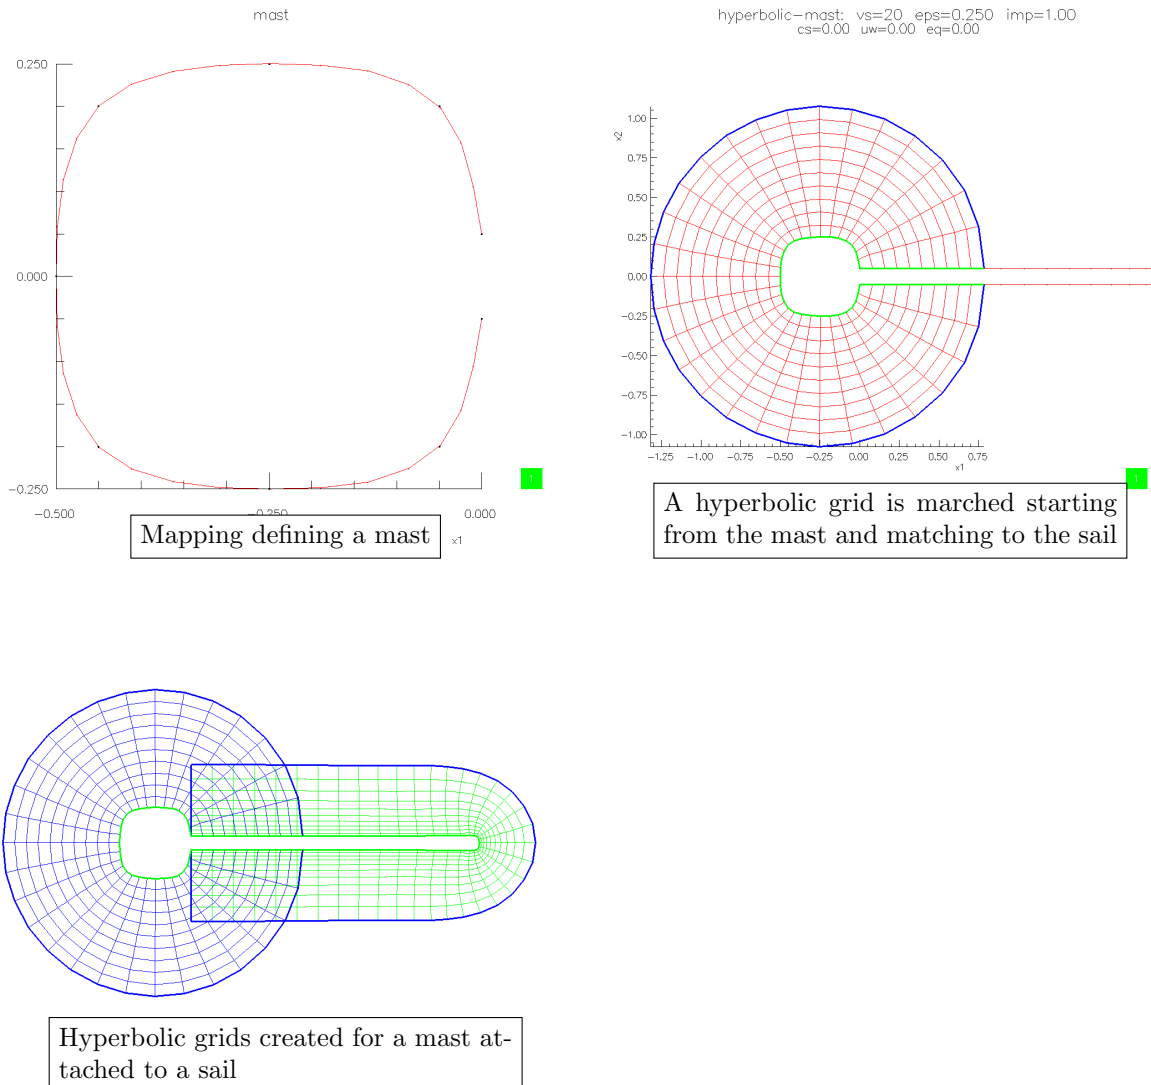 mast
0.250
0.000
-0.250
-0.500
-0.250
0.000
x1
1
Mapping defining a mast
hyperbolic-mast: vs=20 eps=0.250 imp=1.00
cs=0.00 uw=0.00 eq=0.00
x2
1.00
0.75
0.50
0.25
0.00
-0.25
-0.50
-0.75
-1.00
-1.25
-1.00
-0.75
-0.50
-0.25
0.00
0.25
0.50
0.75
x1
1
A hyperbolic grid is marched starting
from the mast and matching to the sail
Hyperbolic grids created for a mast at-
tached to a sail